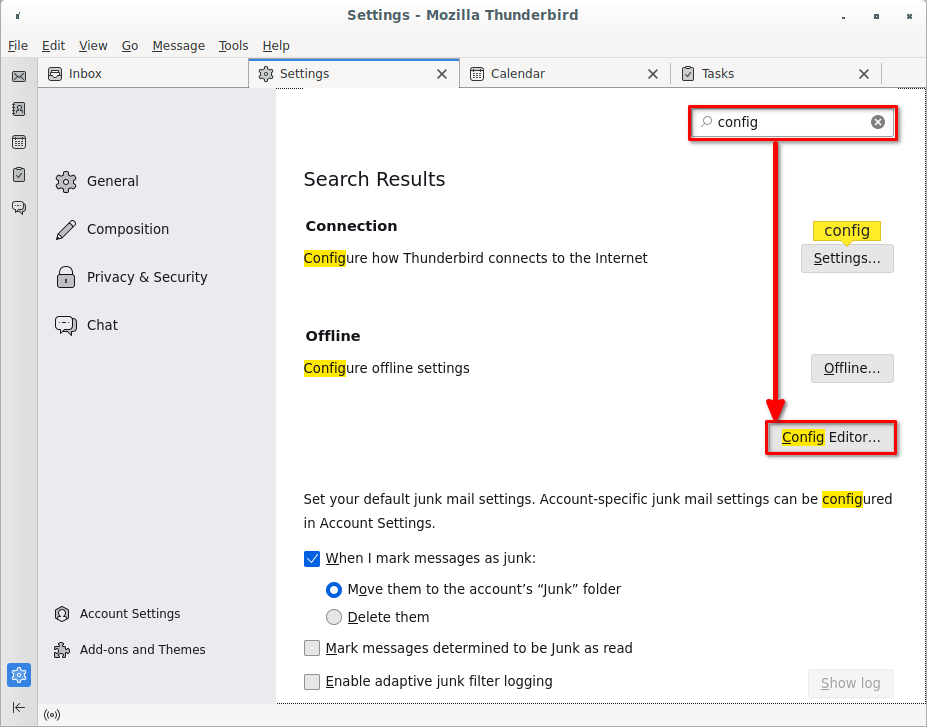 Settings - Mozilla Thunderbird
File Edit View Go Message Tools Help
Inbox Settings Calendar Tasks
config
General
Composition
Privacy & Security
Chat
Account Settings
Add-ons and Themes
Search Results
Connection
config
Configure how Thunderbird connects to the Internet Settings...
Offline
Configure offline settings Offline...
Config Editor...
Set your default junk mail settings. Account-specific junk mail settings can be configured
in Account Settings.
When I mark messages as junk:
Move them to the account’s “Junk” folder
Delete them
Mark messages determined to be Junk as read
Enable adaptive junk filter logging Show log